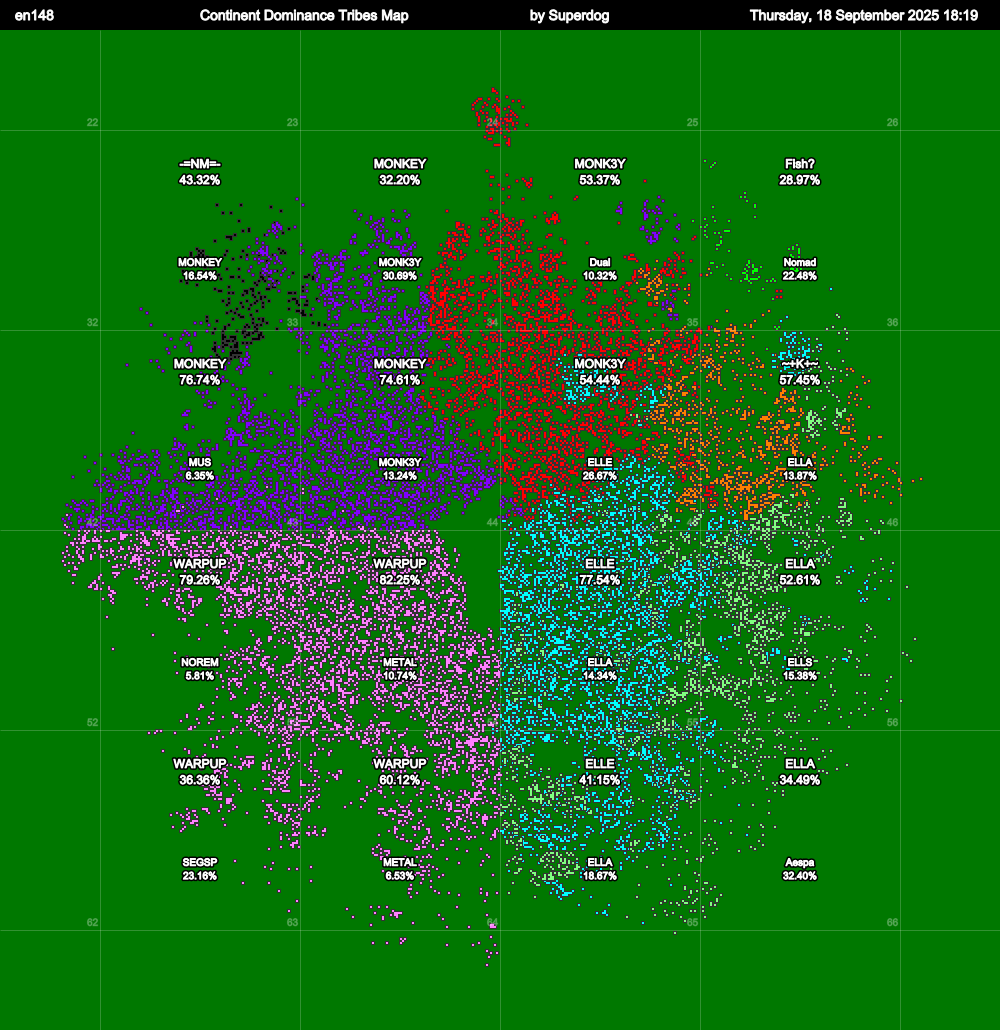 en148 Continent Dominance Tribes Map by Superdog Thursday, 18 September 2025 18:19
22 23 24 25 26
-=NM=- MONKEY MONK3Y Fish?
43.32% 32.20% 53.37% 28.97%
MONKEY MONK3Y Dual Nomad
16.54% 30.69% 10.32% 22.48%
32 33 34 35 36
MONKEY MONKEY MONK3Y ~+K+~
76.74% 74.61% 54.44% 57.45%
MUS MONK3Y ELLE ELLA
6.35% 13.24% 28.67% 13.87%
42 43 44 45 46
WARPUP WARPUP ELLE ELLA
79.26% 82.25% 77.54% 52.61%
NOREM METAL ELLA ELLS
5.81% 10.74% 14.34% 15.38%
52 53 54 55 56
WARPUP WARPUP ELLE ELLA
36.36% 60.12% 41.15% 34.49%
SEGSP METAL ELLA Aespa
23.16% 6.53% 18.67% 32.40%
62 63 64 65 66